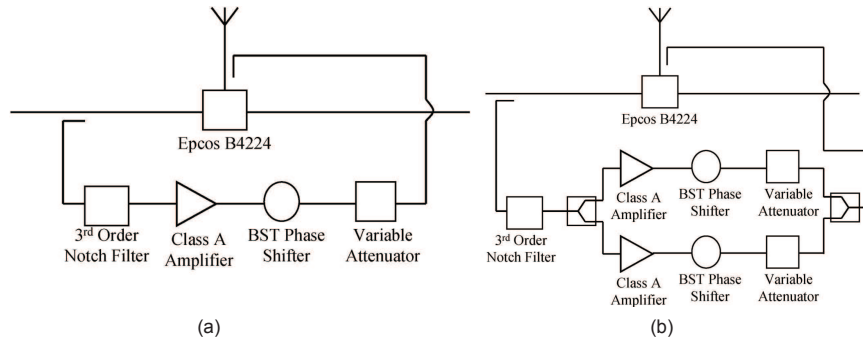 Epcos B4224
3rd Order
Notch Filter
Class A
Amplifier
BST Phase
Shifter
Variable
Attenuator
(a)
Epcos B4224
Class A
Amplifier
BST Phase
Shifter
Variable
Attenuator
3rd Order
Notch Filter
Class A
Amplifier
BST Phase
Shifter
Variable
Attenuator
(b)